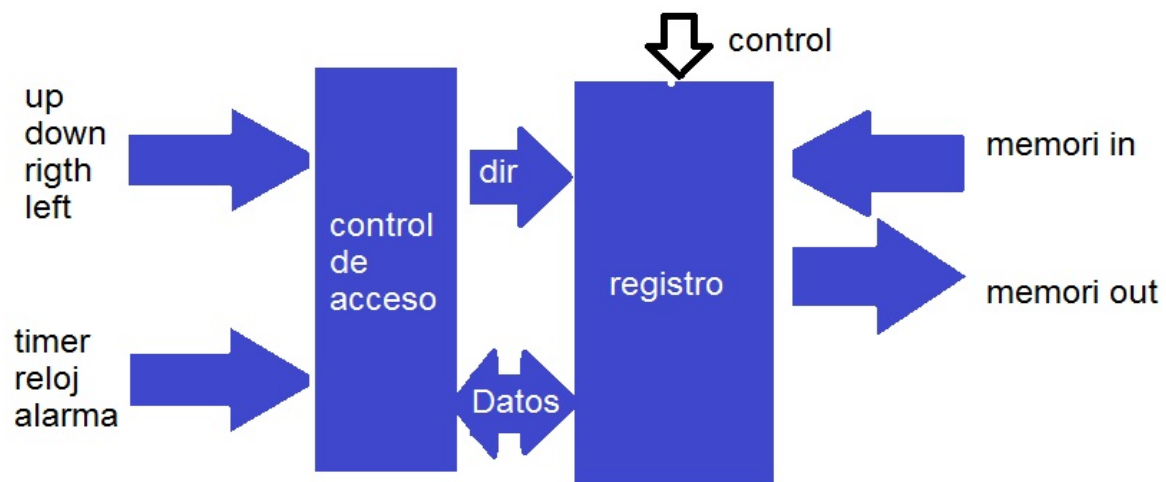 control
up
down
rigth
left
dir
memori in
control
de
acceso
registro
memori out
timer
reloj
alarma
Datos